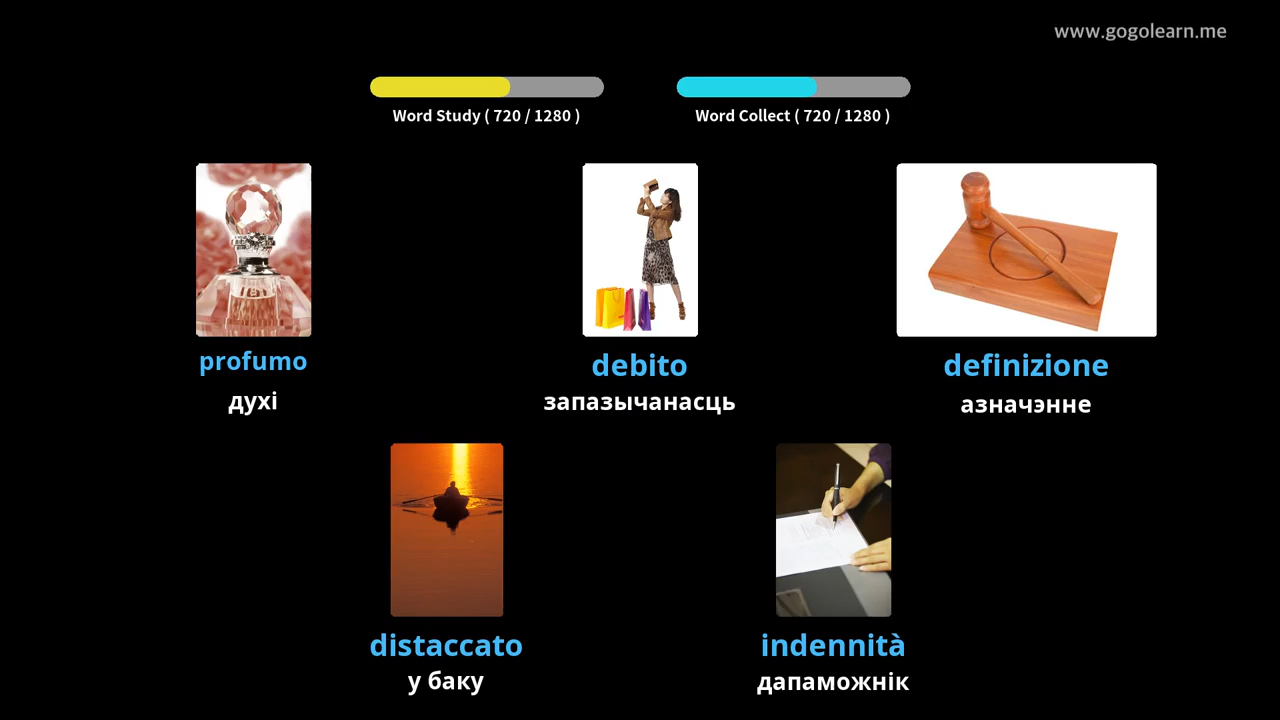 www.gogolearn.me
Word Study ( 720 / 1280 )
Word Collect ( 720 / 1280 )
profumo
духі
debito
запазычанасць
definizione
азначэнне
distaccato
у баку
indennità
дапаможнік